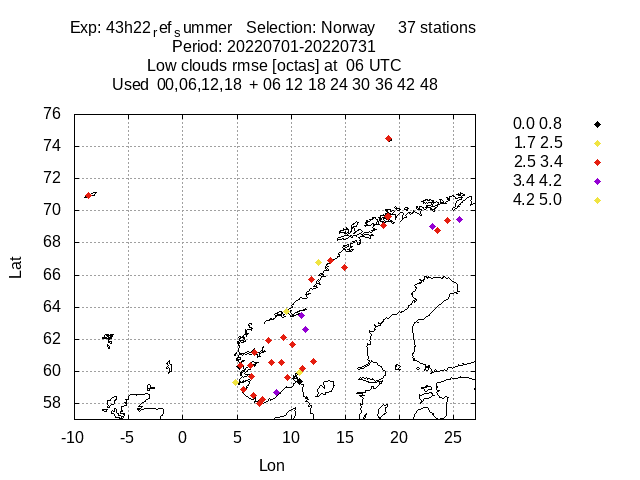 Exp: 43h22ref summer Selection: Norway 37 stations
Period: 20220701-20220731
Low clouds rmse [octas] at 06 UTC
Used 00,06,12,18 + 06 12 18 24 30 36 42 48
0.0 0.8
1.7 2.5
2.5 3.4
3.4 4.2
4.2 5.0
76
74
72
70
68
66
64
62
60
58
Lat
-10 -5 0 5 10 15 20 25
Lon